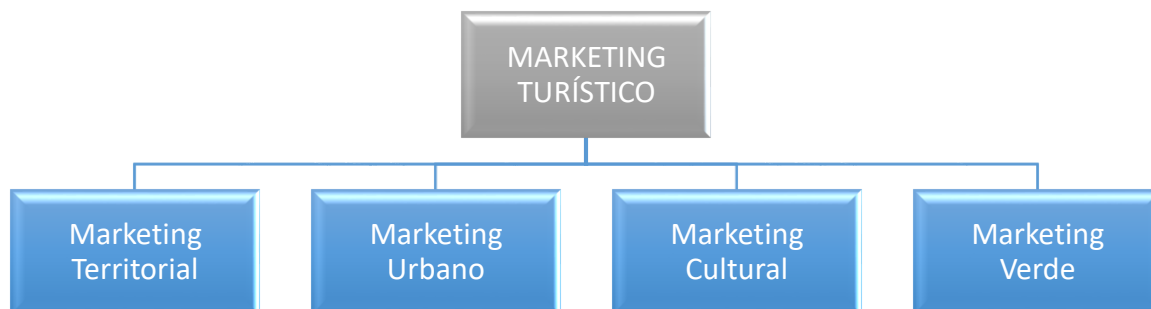 MARKETING
TURÍSTICO
Marketing
Territorial
Marketing
Urbano
Marketing
Cultural
Marketing
Verde